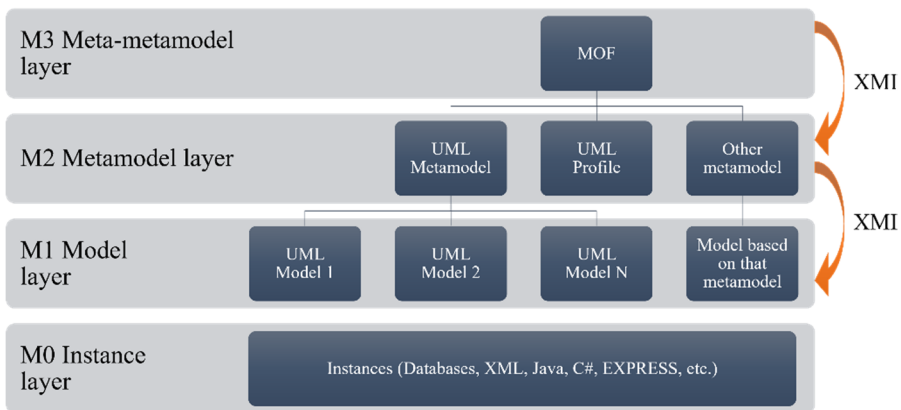 M3 Meta-metamodel
layer
MOF
XMI
M2 Metamodel layer
UML
Metamodel
UML
Profile
Other
metamodel
XMI
M1 Model
layer
UML
Model 1
UML
Model 2
UML
Model N
Model based
on that
metamodel
M0 Instance
layer
Instances (Databases, XML, Java, C#, EXPRESS, etc.)